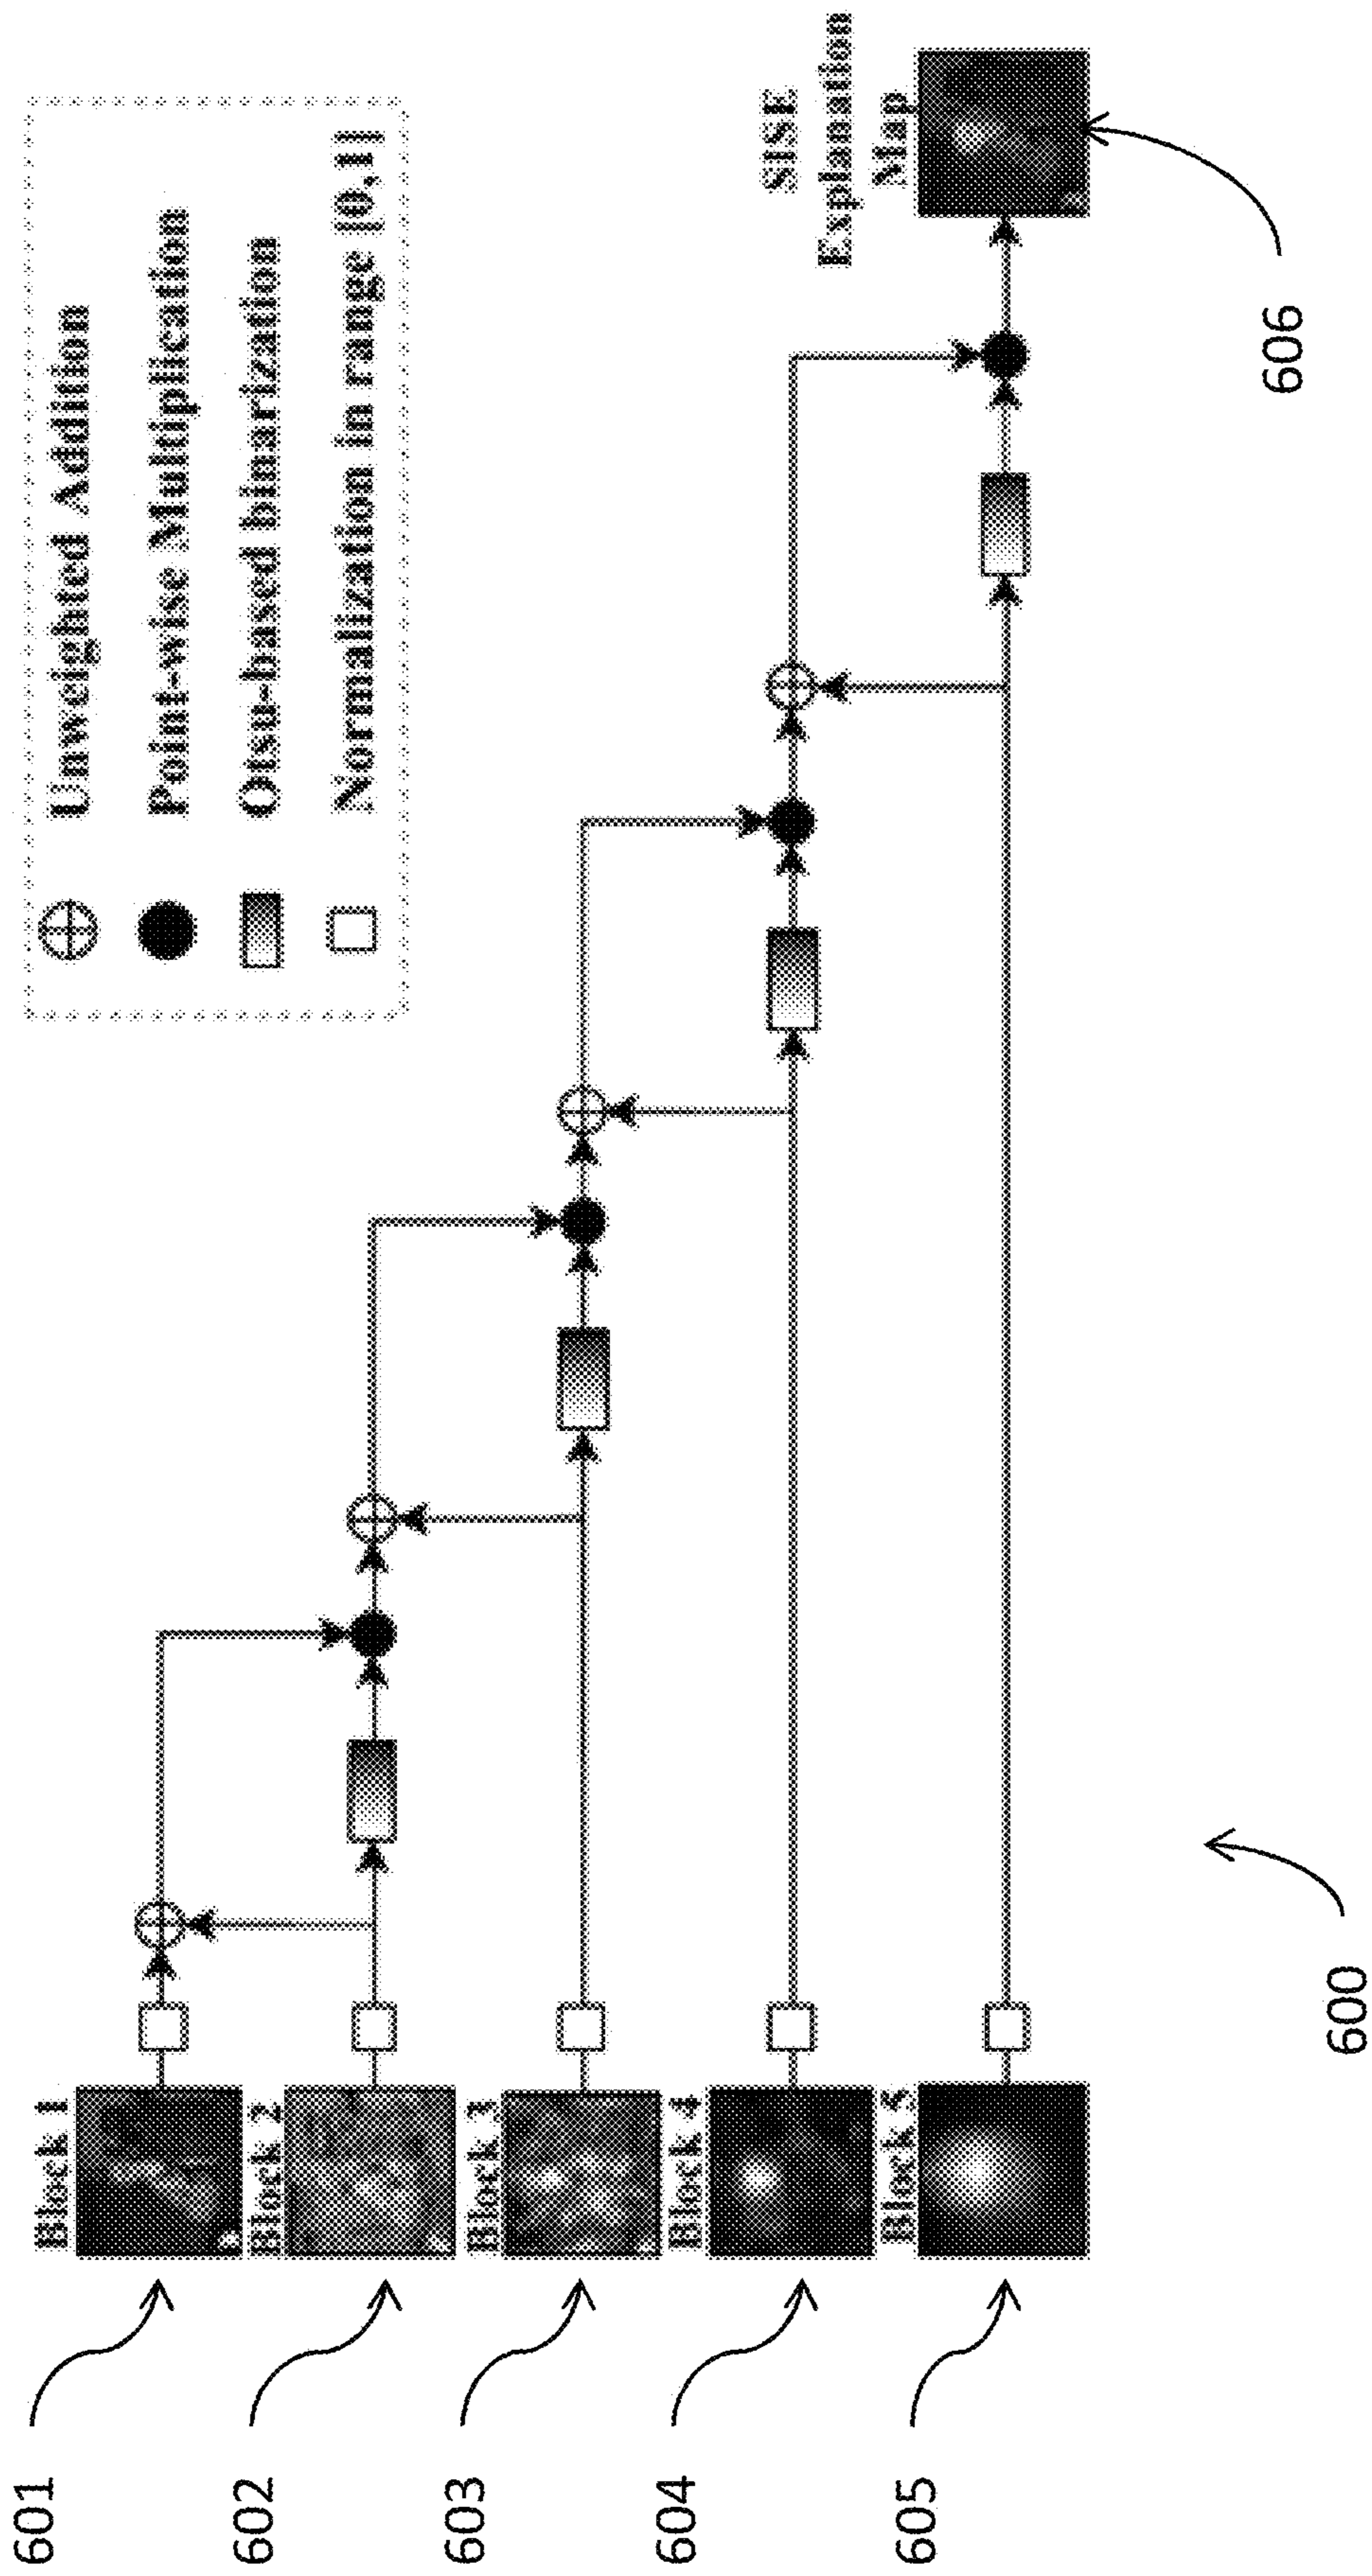 Unweighted Addition
Point-wise Multiplication
Otsu-based binarization
Normalization in range [0,1]
601
Block 1
602
Block 2
603
Block 3
604
Block 4
605
Block 5
SISE
Explanation
Map
606
600